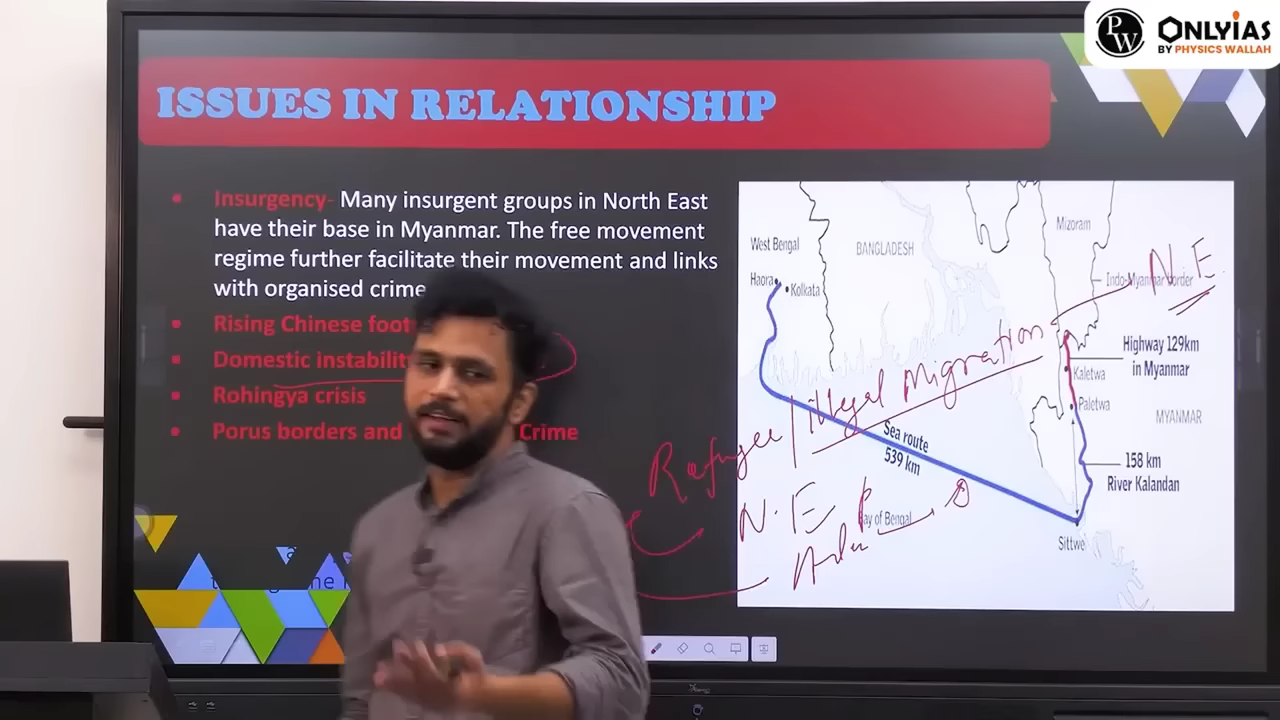 PW ONLYIAS
BY PHYSICS WALLAH
ISSUES IN RELATIONSHIP
• Insurgency- Many insurgent groups in North East
have their base in Myanmar. The free movement
regime further facilitate their movement and links
with organised crime
• Rising Chinese foot
• Domestic instability
• Rohingya crisis
• Porus borders and Crime
West Bengal
BANGLADESH
Mizoram
Haora
Kolkata
Indo-Myanmar border
N.E.
Highway 129km
in Myanmar
Kaletwa
Paletwa
MYANMAR
Refugee / illegal Migration
Sea route
539 km
158 km
River Kalandan
N.E
Bay of Bengal
Sittwe